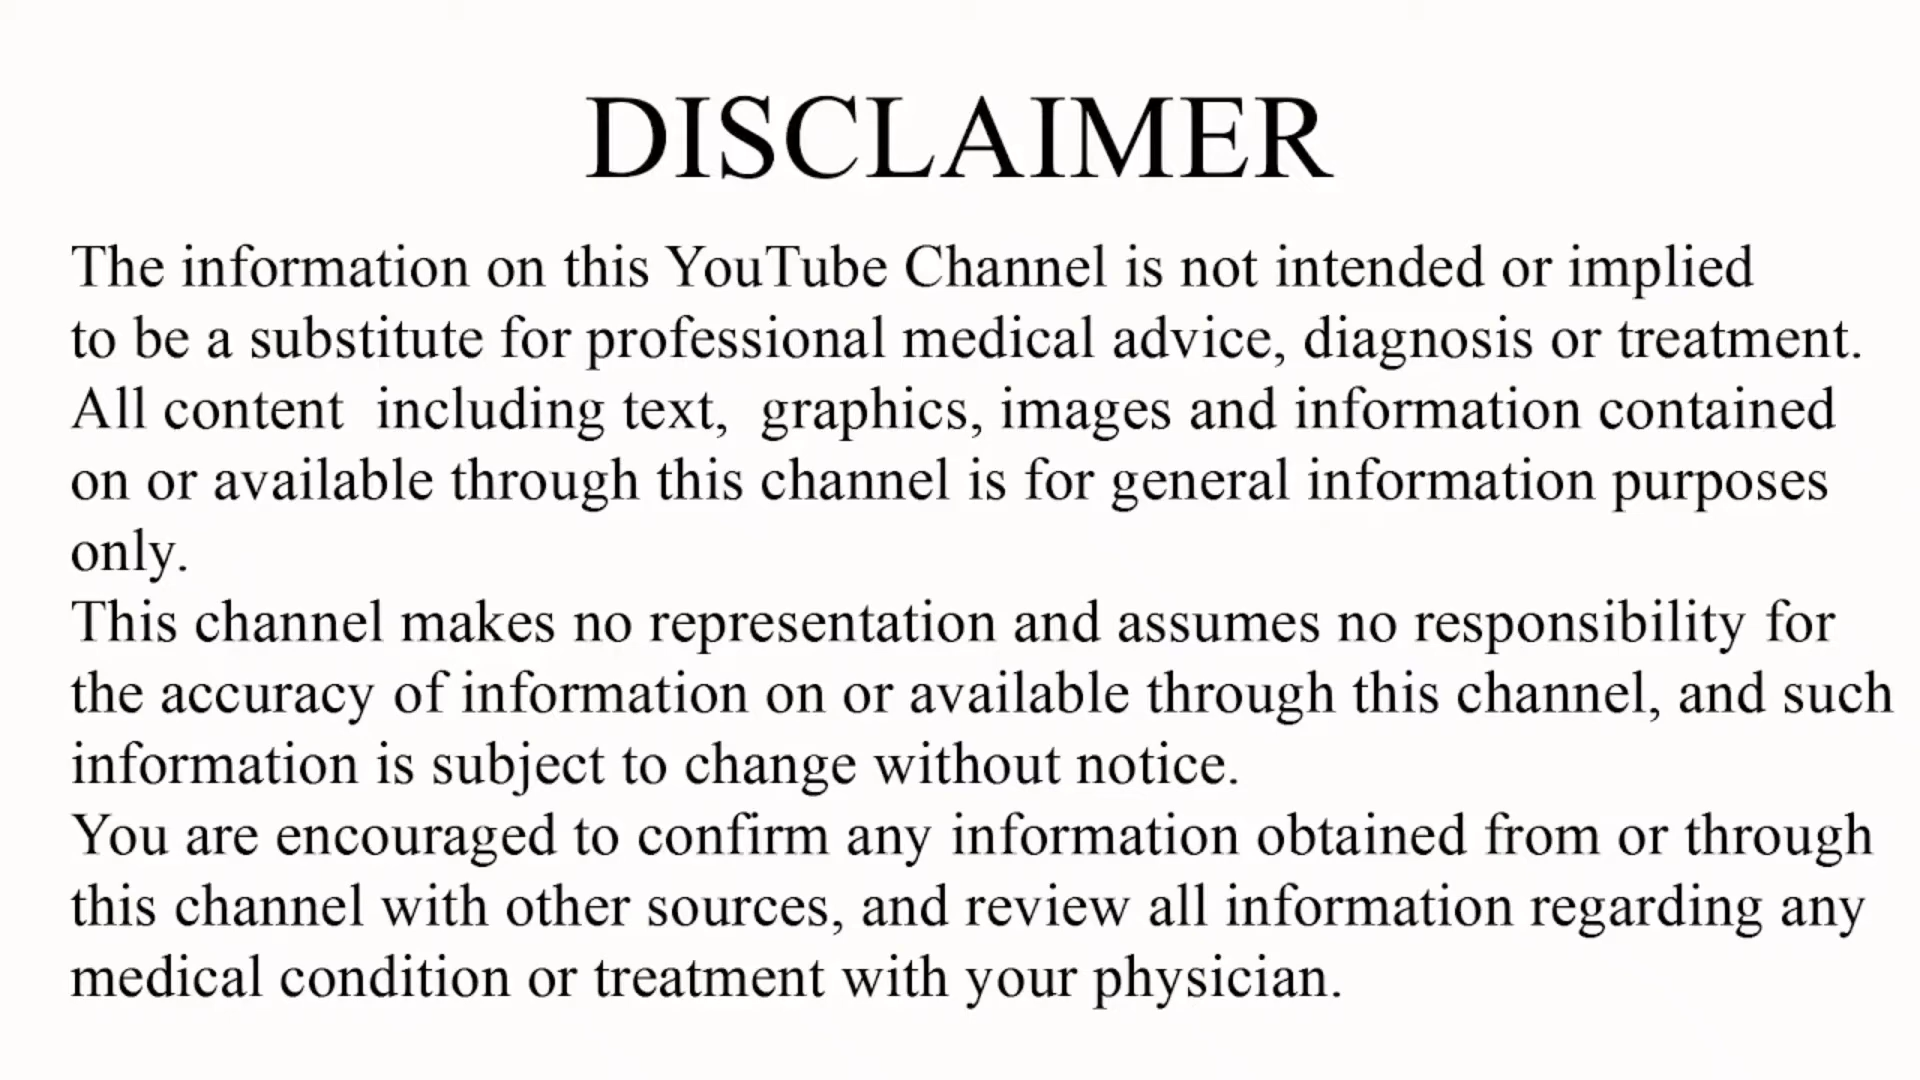 DISCLAIMER
The information on this YouTube Channel is not intended or implied
to be a substitute for professional medical advice, diagnosis or treatment.
All content  including text,  graphics, images and information contained
on or available through this channel is for general information purposes
only.
This channel makes no representation and assumes no responsibility for
the accuracy of information on or available through this channel, and such
information is subject to change without notice.
You are encouraged to confirm any information obtained from or through
this channel with other sources, and review all information regarding any
medical condition or treatment with your physician.